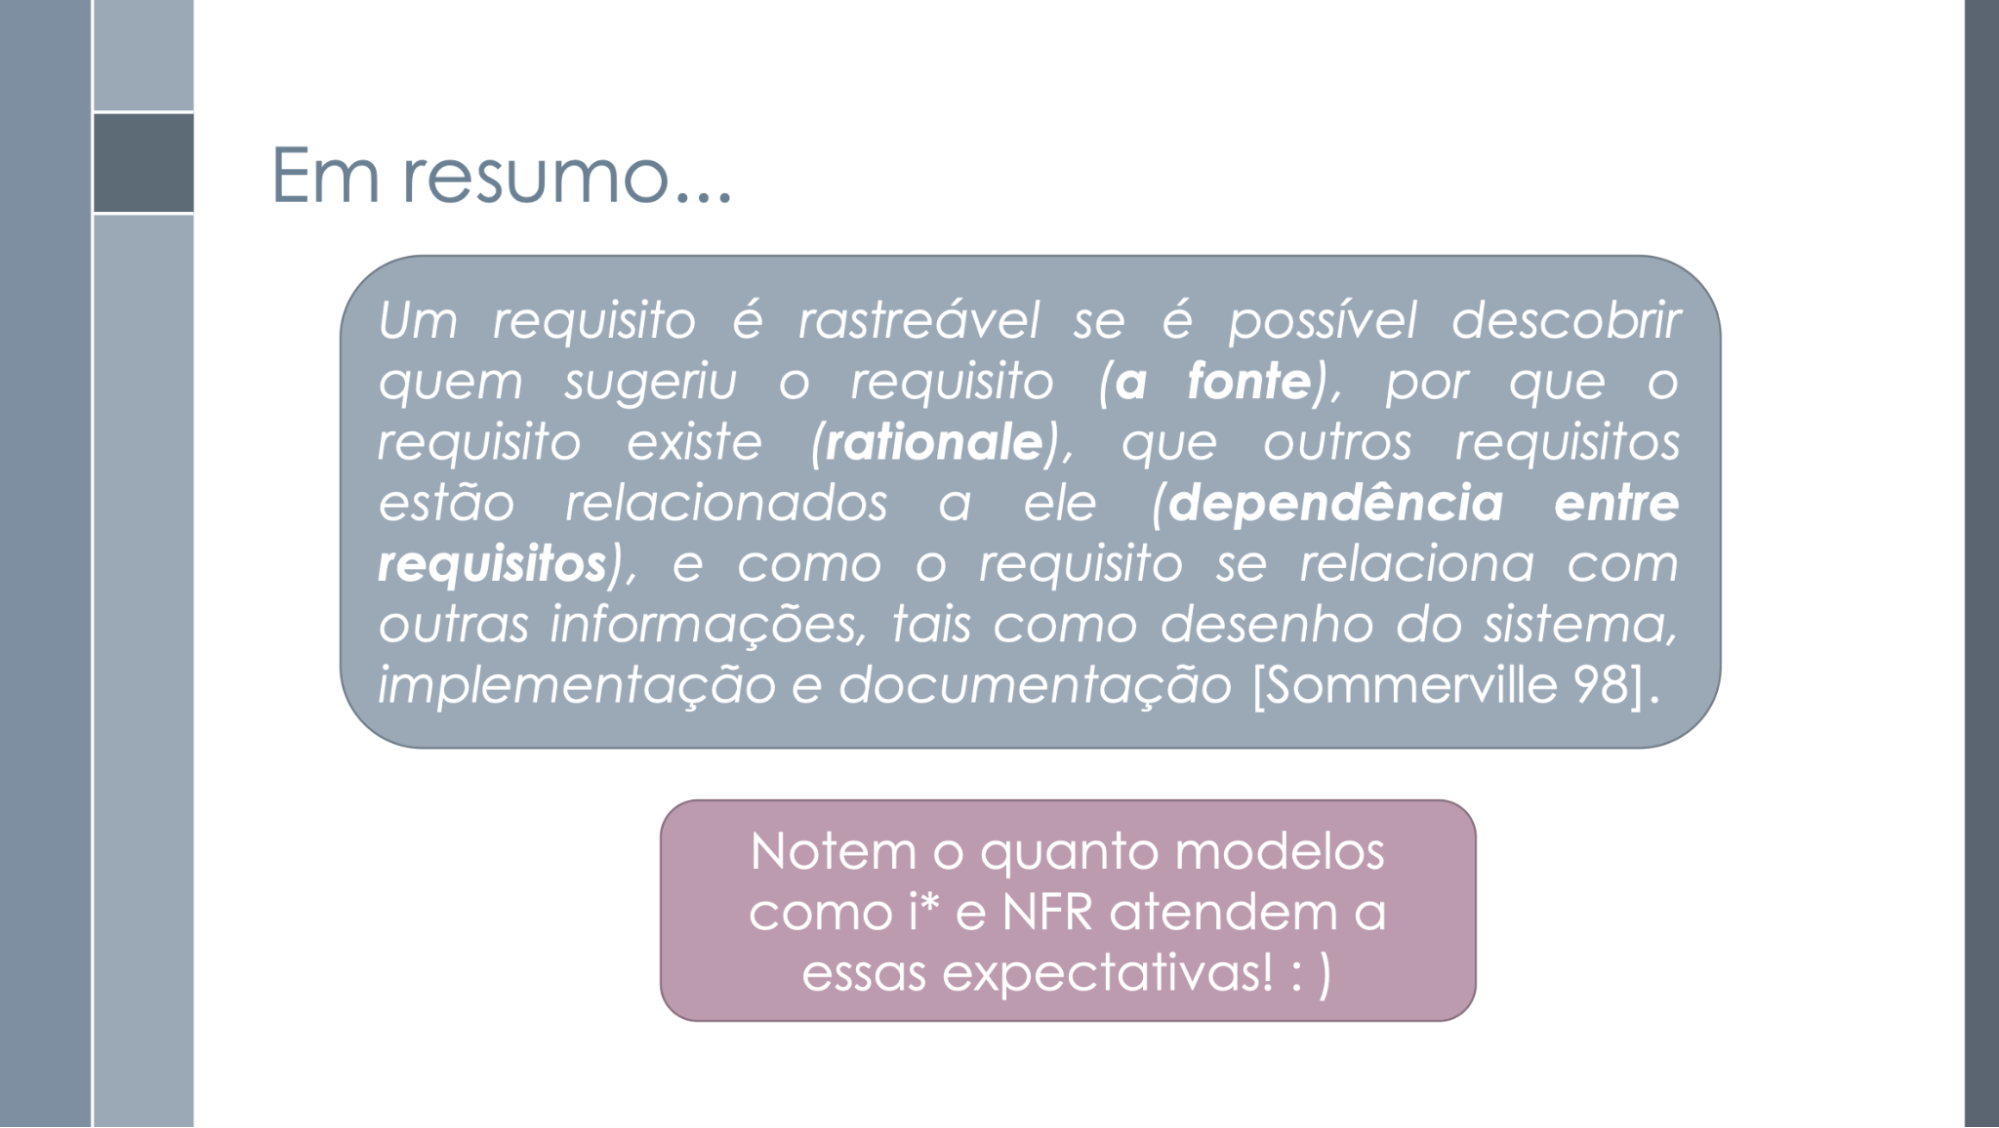 Em resumo...
Um requisito é rastreável se é possível descobrir
quem sugeriu o requisito (a fonte), por que o
requisito existe (rationale), que outros requisitos
estão relacionados a ele (dependência entre
requisitos), e como o requisito se relaciona com
outras informações, tais como desenho do sistema,
implementação e documentação [Sommerville 98].
Notem o quanto modelos
como i* e NFR atendem a
essas expectativas! : )